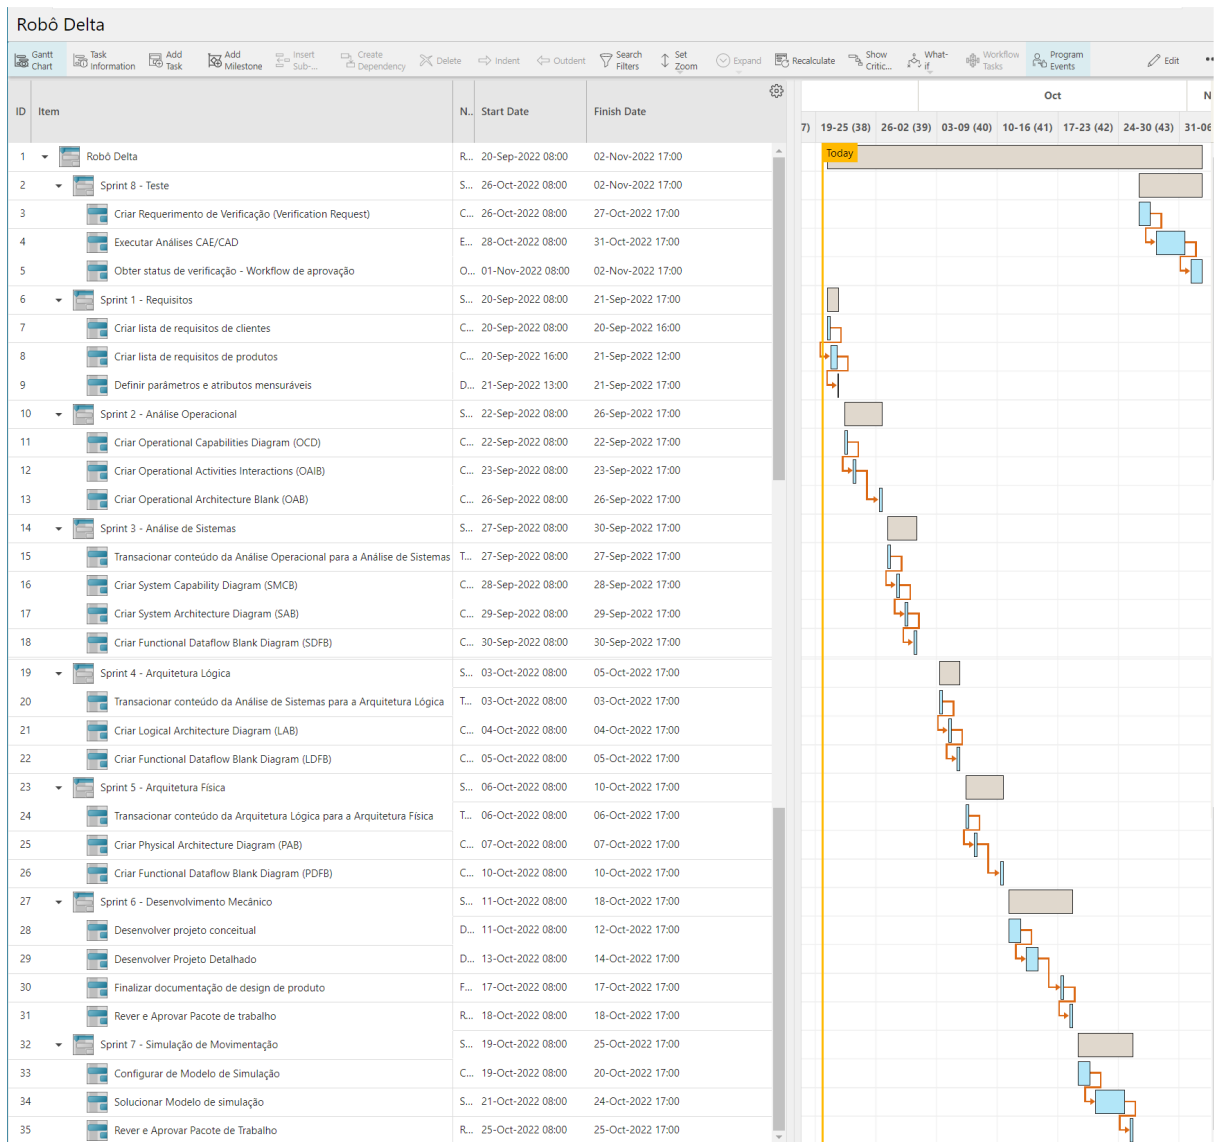 Robô Delta
Gantt Chart Task Information Add Task Add Milestone Insert Sub-... Create Dependency Delete Indent Outdent Search Filters Set Zoom Expand Recalculate Show Critic... What-if Workflow Tasks Program Events Edit
Oct N
ID Item N.. Start Date Finish Date
7) 19-25 (38) 26-02 (39) 03-09 (40) 10-16 (41) 17-23 (42) 24-30 (43) 31-06
Today
1 Robô Delta R... 20-Sep-2022 08:00 02-Nov-2022 17:00
2 Sprint 8 - Teste S... 26-Oct-2022 08:00 02-Nov-2022 17:00
3 Criar Requerimento de Verificação (Verification Request) C... 26-Oct-2022 08:00 27-Oct-2022 17:00
4 Executar Análises CAE/CAD E... 28-Oct-2022 08:00 31-Oct-2022 17:00
5 Obter status de verificação - Workflow de aprovação O... 01-Nov-2022 08:00 02-Nov-2022 17:00
6 Sprint 1 - Requisitos S... 20-Sep-2022 08:00 21-Sep-2022 17:00
7 Criar lista de requisitos de clientes C... 20-Sep-2022 08:00 20-Sep-2022 16:00
8 Criar lista de requisitos de produtos C... 20-Sep-2022 16:00 21-Sep-2022 12:00
9 Definir parâmetros e atributos mensuráveis D... 21-Sep-2022 13:00 21-Sep-2022 17:00
10 Sprint 2 - Análise Operacional S... 22-Sep-2022 08:00 26-Sep-2022 17:00
11 Criar Operational Capabilities Diagram (OCD) C... 22-Sep-2022 08:00 22-Sep-2022 17:00
12 Criar Operational Activities Interactions (OAIB) C... 23-Sep-2022 08:00 23-Sep-2022 17:00
13 Criar Operational Architecture Blank (OAB) C... 26-Sep-2022 08:00 26-Sep-2022 17:00
14 Sprint 3 - Análise de Sistemas S... 27-Sep-2022 08:00 30-Sep-2022 17:00
15 Transacionar conteúdo da Análise Operacional para a Análise de Sistemas T... 27-Sep-2022 08:00 27-Sep-2022 17:00
16 Criar System Capability Diagram (SMCB) C... 28-Sep-2022 08:00 28-Sep-2022 17:00
17 Criar System Architecture Diagram (SAB) C... 29-Sep-2022 08:00 29-Sep-2022 17:00
18 Criar Functional Dataflow Blank Diagram (SDFB) C... 30-Sep-2022 08:00 30-Sep-2022 17:00
19 Sprint 4 - Arquitetura Lógica S... 03-Oct-2022 08:00 05-Oct-2022 17:00
20 Transacionar conteúdo da Análise de Sistemas para a Arquitetura Lógica T... 03-Oct-2022 08:00 03-Oct-2022 17:00
21 Criar Logical Architecture Diagram (LAB) C... 04-Oct-2022 08:00 04-Oct-2022 17:00
22 Criar Functional Dataflow Blank Diagram (LDFB) C... 05-Oct-2022 08:00 05-Oct-2022 17:00
23 Sprint 5 - Arquitetura Física S... 06-Oct-2022 08:00 10-Oct-2022 17:00
24 Transacionar conteúdo da Arquitetura Lógica para a Arquitetura Física T... 06-Oct-2022 08:00 06-Oct-2022 17:00
25 Criar Physical Architecture Diagram (PAB) C... 07-Oct-2022 08:00 07-Oct-2022 17:00
26 Criar Functional Dataflow Blank Diagram (PDFB) C... 10-Oct-2022 08:00 10-Oct-2022 17:00
27 Sprint 6 - Desenvolvimento Mecânico S... 11-Oct-2022 08:00 18-Oct-2022 17:00
28 Desenvolver projeto conceitual D... 11-Oct-2022 08:00 12-Oct-2022 17:00
29 Desenvolver Projeto Detalhado D... 13-Oct-2022 08:00 14-Oct-2022 17:00
30 Finalizar documentação de design de produto F... 17-Oct-2022 08:00 17-Oct-2022 17:00
31 Rever e Aprovar Pacote de trabalho R... 18-Oct-2022 08:00 18-Oct-2022 17:00
32 Sprint 7 - Simulação de Movimentação S... 19-Oct-2022 08:00 25-Oct-2022 17:00
33 Configurar de Modelo de Simulação C... 19-Oct-2022 08:00 20-Oct-2022 17:00
34 Solucionar Modelo de simulação S... 21-Oct-2022 08:00 24-Oct-2022 17:00
35 Rever e Aprovar Pacote de Trabalho R... 25-Oct-2022 08:00 25-Oct-2022 17:00